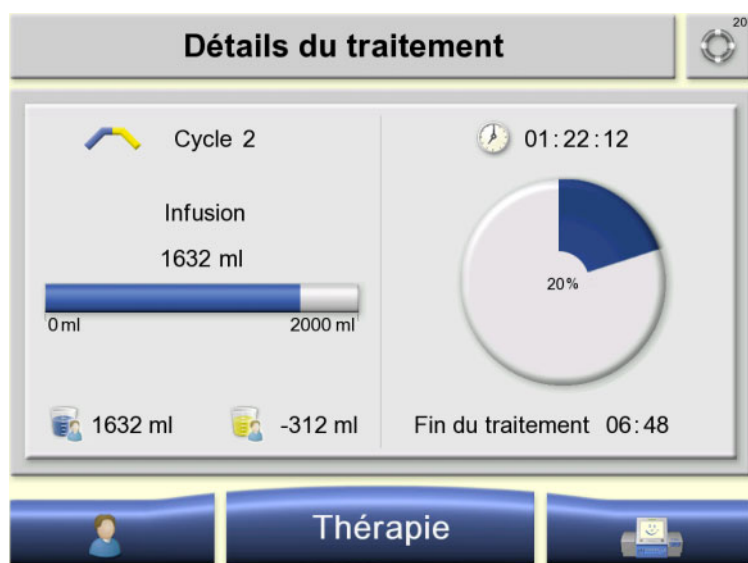 Détails du traitement
20
Cycle 2
Infusion
1632 ml
0 ml
2000 ml
1632 ml
-312 ml
01:22:12
20%
Fin du traitement 06:48
Thérapie